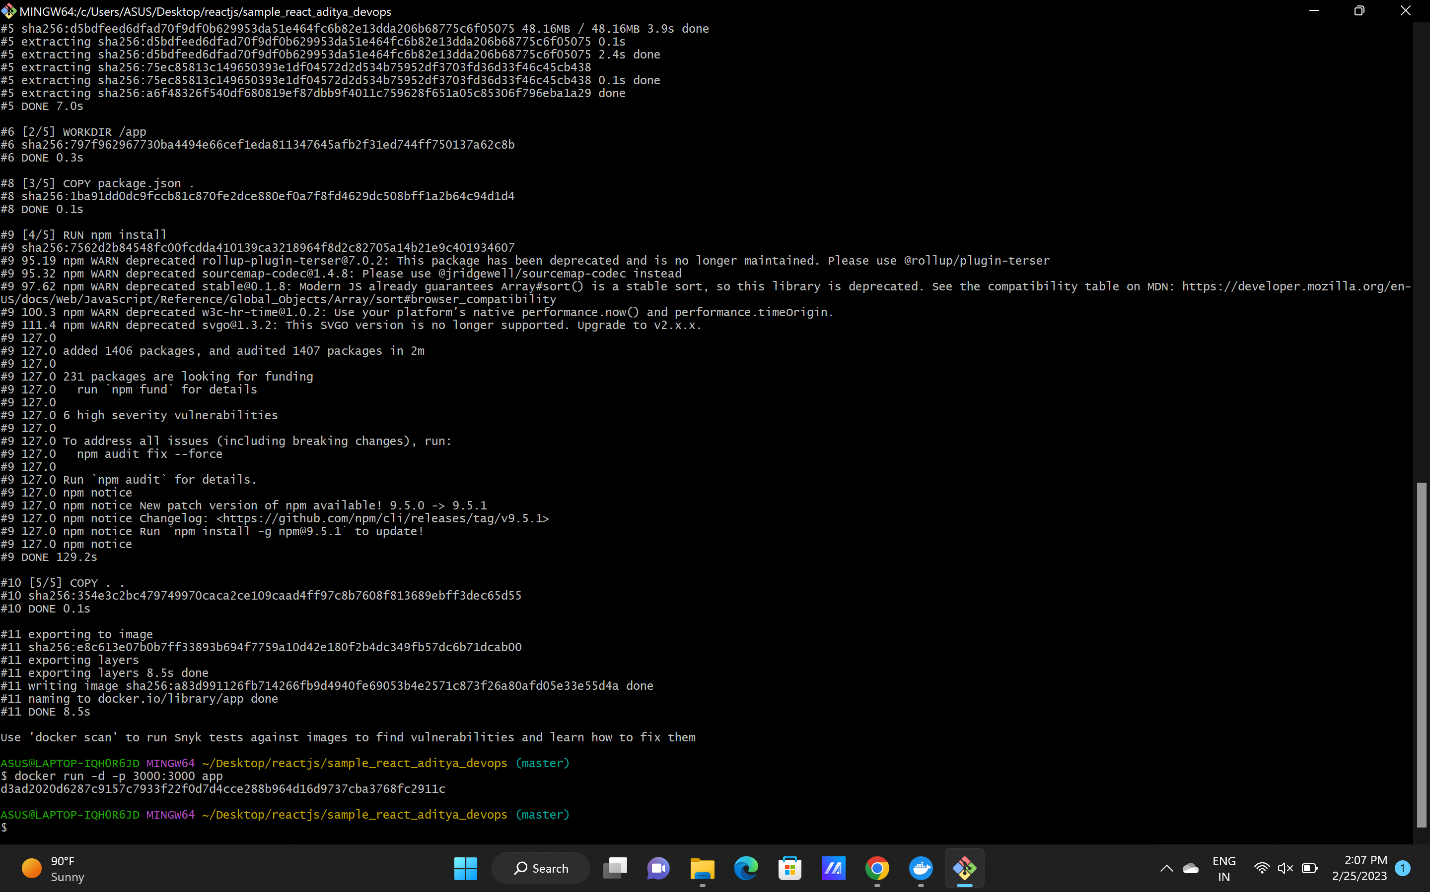 MINGW64:/c/Users/ASUS/Desktop/reactjs/sample_react_aditya_devops
#5 sha256:d5bdfeed6dfad70f9df0b629953da51e464fc6b82e13dda206b68775c6f05075 48.16MB / 48.16MB 3.9s done
#5 extracting sha256:d5bdfeed6dfad70f9df0b629953da51e464fc6b82e13dda206b68775c6f05075 0.1s
#5 extracting sha256:d5bdfeed6dfad70f9df0b629953da51e464fc6b82e13dda206b68775c6f05075 2.4s done
#5 extracting sha256:75ec85813c149650393e1df04572d2d534b75952df3703fd36d33f46c45cb438
#5 extracting sha256:75ec85813c149650393e1df04572d2d534b75952df3703fd36d33f46c45cb438 0.1s done
#5 extracting sha256:a6f48326f540df680819ef87dbb9f4011c759628f651a05c85306f796eba1a29 done
#5 DONE 7.0s
#6 [2/5] WORKDIR /app
#6 sha256:797f962967730ba4494e66cef1eda811347645afb2f31ed744ff750137a62c8b
#6 DONE 0.3s
#8 [3/5] COPY package.json .
#8 sha256:1ba91dd0dc9fccb81c870fe2dce880ef0a7f8fd4629dc508bff1a2b64c94d1d4
#8 DONE 0.1s
#9 [4/5] RUN npm install
#9 sha256:7562d2b84548fc00fcdda410139ca3218964f8d2c82705a14b21e9c401934607
#9 95.19 npm WARN deprecated rollup-plugin-terser@7.0.2: This package has been deprecated and is no longer maintained. Please use @rollup/plugin-terser
#9 95.32 npm WARN deprecated sourcemap-codec@1.4.8: Please use @jridgewell/sourcemap-codec instead
#9 97.62 npm WARN deprecated stable@0.1.8: Modern JS already guarantees Array#sort() is a stable sort, so this library is deprecated. See the compatibility table on MDN: https://developer.mozilla.org/en-
US/docs/Web/JavaScript/Reference/Global_Objects/Array/sort#browser_compatibility
#9 100.3 npm WARN deprecated w3c-hr-time@1.0.2: Use your platform's native performance.now() and performance.timeOrigin.
#9 111.4 npm WARN deprecated svgo@1.3.2: This SVGO version is no longer supported. Upgrade to v2.x.x.
#9 127.0
#9 127.0 added 1406 packages, and audited 1407 packages in 2m
#9 127.0
#9 127.0 231 packages are looking for funding
#9 127.0   run `npm fund` for details
#9 127.0
#9 127.0 6 high severity vulnerabilities
#9 127.0
#9 127.0 To address all issues (including breaking changes), run:
#9 127.0   npm audit fix --force
#9 127.0
#9 127.0 Run `npm audit` for details.
#9 127.0 npm notice
#9 127.0 npm notice New patch version of npm available! 9.5.0 -> 9.5.1
#9 127.0 npm notice Changelog: <https://github.com/npm/cli/releases/tag/v9.5.1>
#9 127.0 npm notice Run `npm install -g npm@9.5.1` to update!
#9 127.0 npm notice
#9 DONE 129.2s
#10 [5/5] COPY . .
#10 sha256:354e3c2bc479749970caca2ce109caad4ff97c8b7608f813689ebff3dec65d55
#10 DONE 0.1s
#11 exporting to image
#11 sha256:e8c613e07b0b7ff33893b694f7759a10d42e180f2b4dc349fb57dc6b71dcab00
#11 exporting layers
#11 exporting layers 8.5s done
#11 writing image sha256:a83d991126fb714266fb9d4940fe69053b4e2571c873f26a80afd05e33e55d4a done
#11 naming to docker.io/library/app done
#11 DONE 8.5s
Use 'docker scan' to run Snyk tests against images to find vulnerabilities and learn how to fix them
ASUS@LAPTOP-IQH0R6JD MINGW64 ~/Desktop/reactjs/sample_react_aditya_devops (master)
$ docker run -d -p 3000:3000 app
d3ad2020d6287c9157c7933f22f0d7d4cce288b964d16d9737cba3768fc2911c
ASUS@LAPTOP-IQH0R6JD MINGW64 ~/Desktop/reactjs/sample_react_aditya_devops (master)
$
90°F
Sunny
Search
ENG
IN
2:07 PM
2/25/2023
1